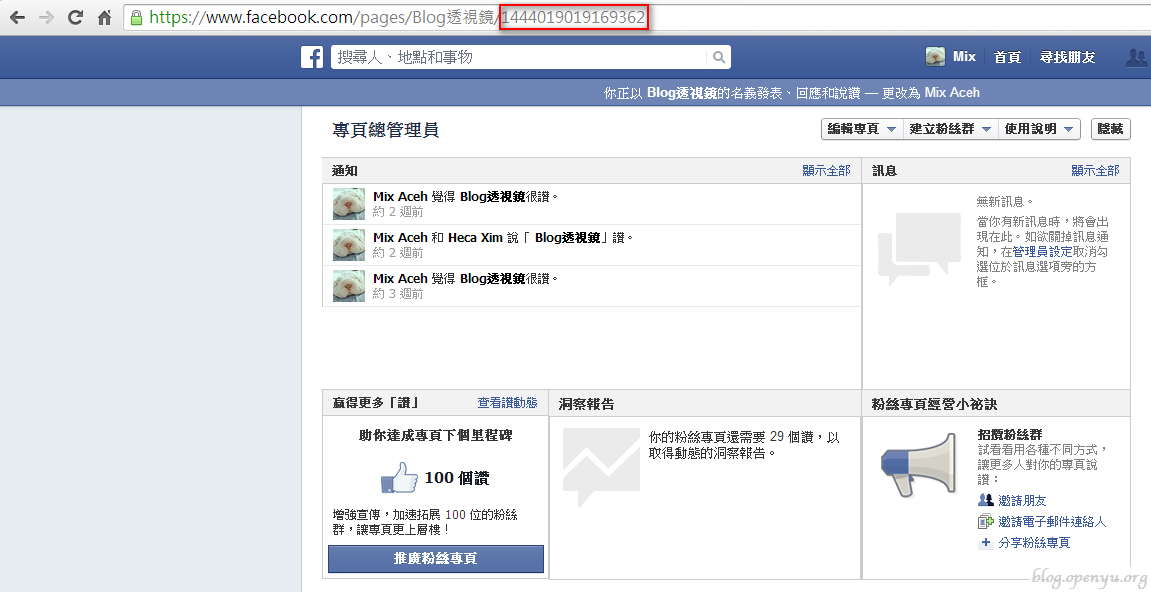 https://www.facebook.com/pages/Blog透視鏡/1444019019169362
搜尋人、地點和事物
Mix 首頁 尋找朋友
你正以 Blog透視鏡的名義發表、回應和說讚 — 更改為 Mix Aceh
專頁總管理員
編輯專頁 建立粉絲群 使用說明 隱藏
通知 顯示全部
Mix Aceh 覺得 Blog透視鏡很讚。
約 2 週前
Mix Aceh 和 Heca Xim 說「 Blog透視鏡」讚。
約 2 週前
Mix Aceh 覺得 Blog透視鏡很讚。
約 3 週前
訊息 顯示全部
無新訊息。
當你有新訊息時，將會出
現在此。如欲關掉訊息通
知，在管理員設定取消勾
選位於訊息選項旁的方
框。
贏得更多「讚」 查看讚動態
助你達成專頁下個里程碑
100 個讚
增強宣傳，加速拓展 100 位的粉絲
群，讓專頁更上層樓！
推廣粉絲專頁
洞察報告
你的粉絲專頁還需要 29 個讚，以
取得動態的洞察報告。
粉絲專頁經營小祕訣
招攬粉絲群
試看看用各種不同方式，
讓更多人對你的專頁說
讚：
邀請朋友
邀請電子郵件連絡人
+ 分享粉絲專頁
blog.openyu.org